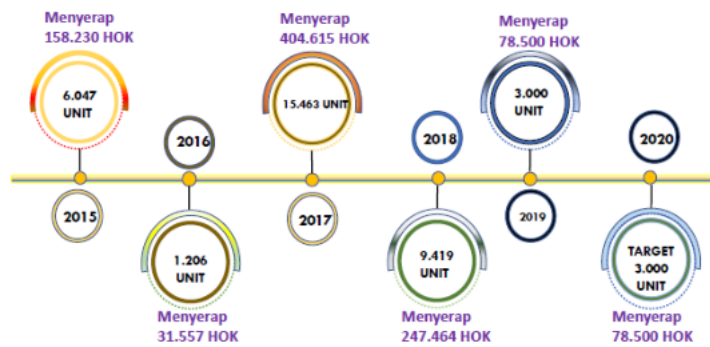 Menyerap
158.230 HOK
6.047
UNIT
2015
2016
1.206
UNIT
Menyerap
31.557 HOK
Menyerap
404.615 HOK
15.463 UNIT
2017
2018
9.419
UNIT
Menyerap
247.464 HOK
Menyerap
78.500 HOK
3.000
UNIT
2019
2020
TARGET
3.000
UNIT
Menyerap
78.500 HOK